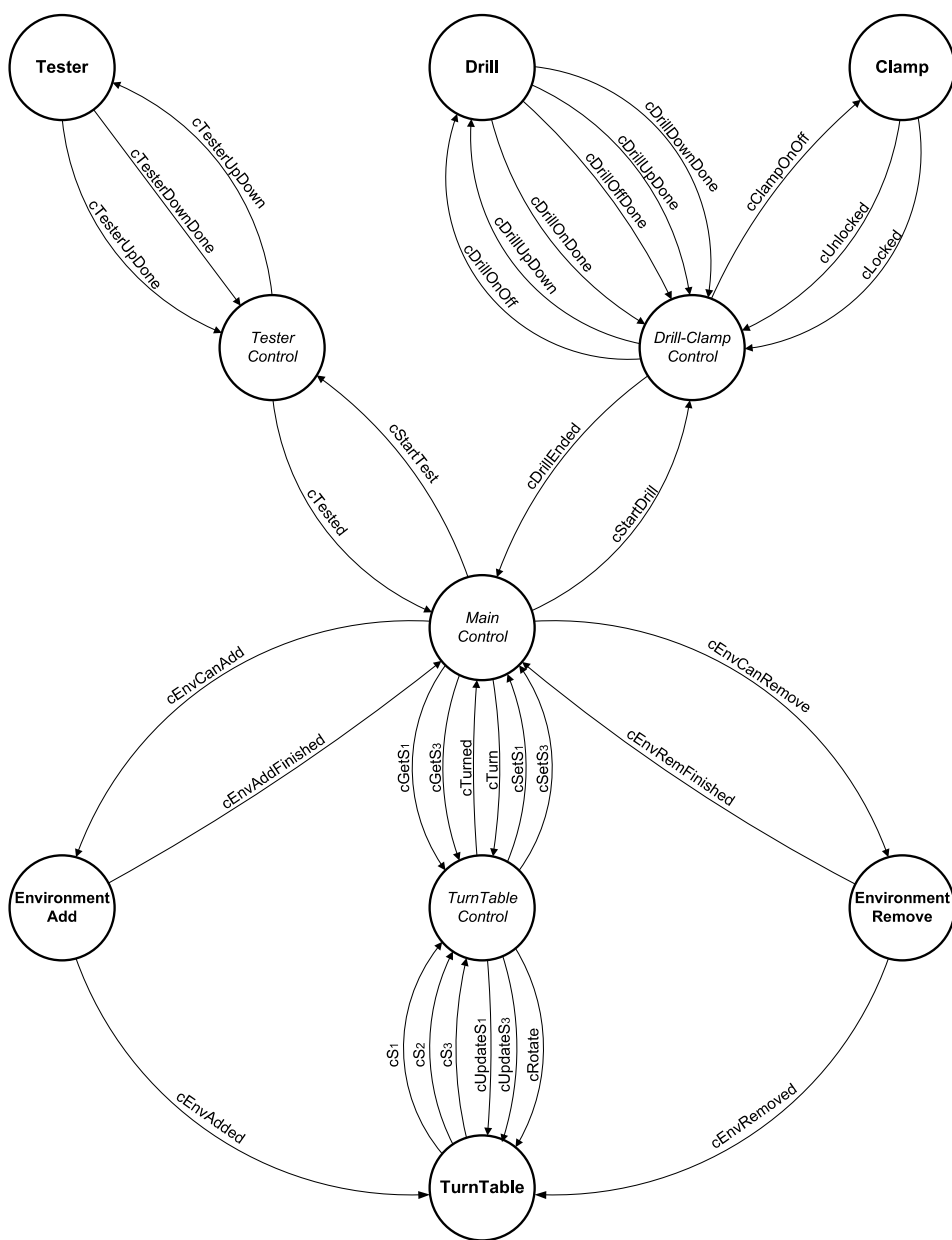 Tester
Drill
Clamp
cTesterUpDown
cTesterDownDone
cTesterUpDone
cDrillDownDone
cDrillUpDone
cDrillOffDone
cDrillOnDone
cDrillUpDown
cDrillOnOff
cClampOnOff
cUnlocked
cLocked
Tester
Control
Drill-Clamp
Control
cStartTest
cTested
cDrillEnded
cStartDrill
Main
Control
cEnvCanAdd
cEnvAddFinished
cGetS1
cGetS3
cTurned
cTurn
cSetS1
cSetS3
cEnvCanRemove
cEnvRemFinished
Environment
Add
TurnTable
Control
Environment
Remove
cS1
cS2
cS3
cUpdateS1
cUpdateS3
cRotate
cEnvAdded
cEnvRemoved
TurnTable